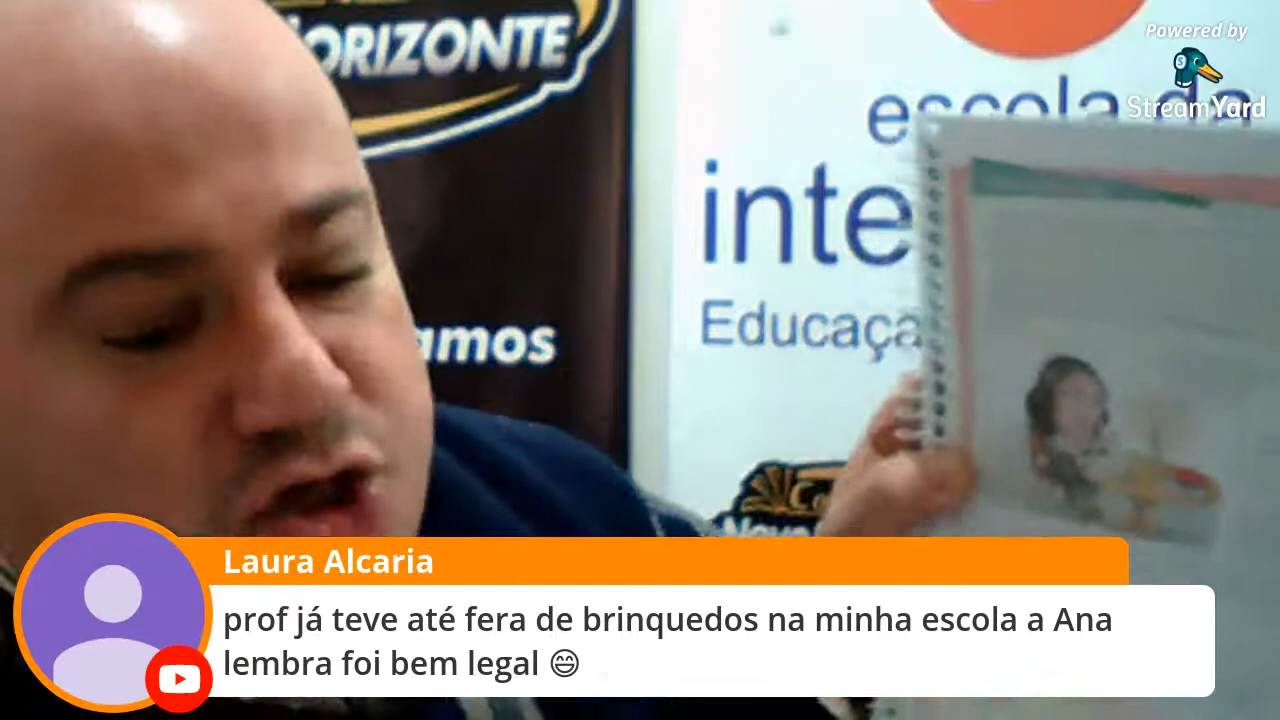 ORIZONTE
Powered by
StreamYard
escola da
inte
Educaça
amos
Laura Alcaria
prof já teve até fera de brinquedos na minha escola a Ana
lembra foi bem legal 😄